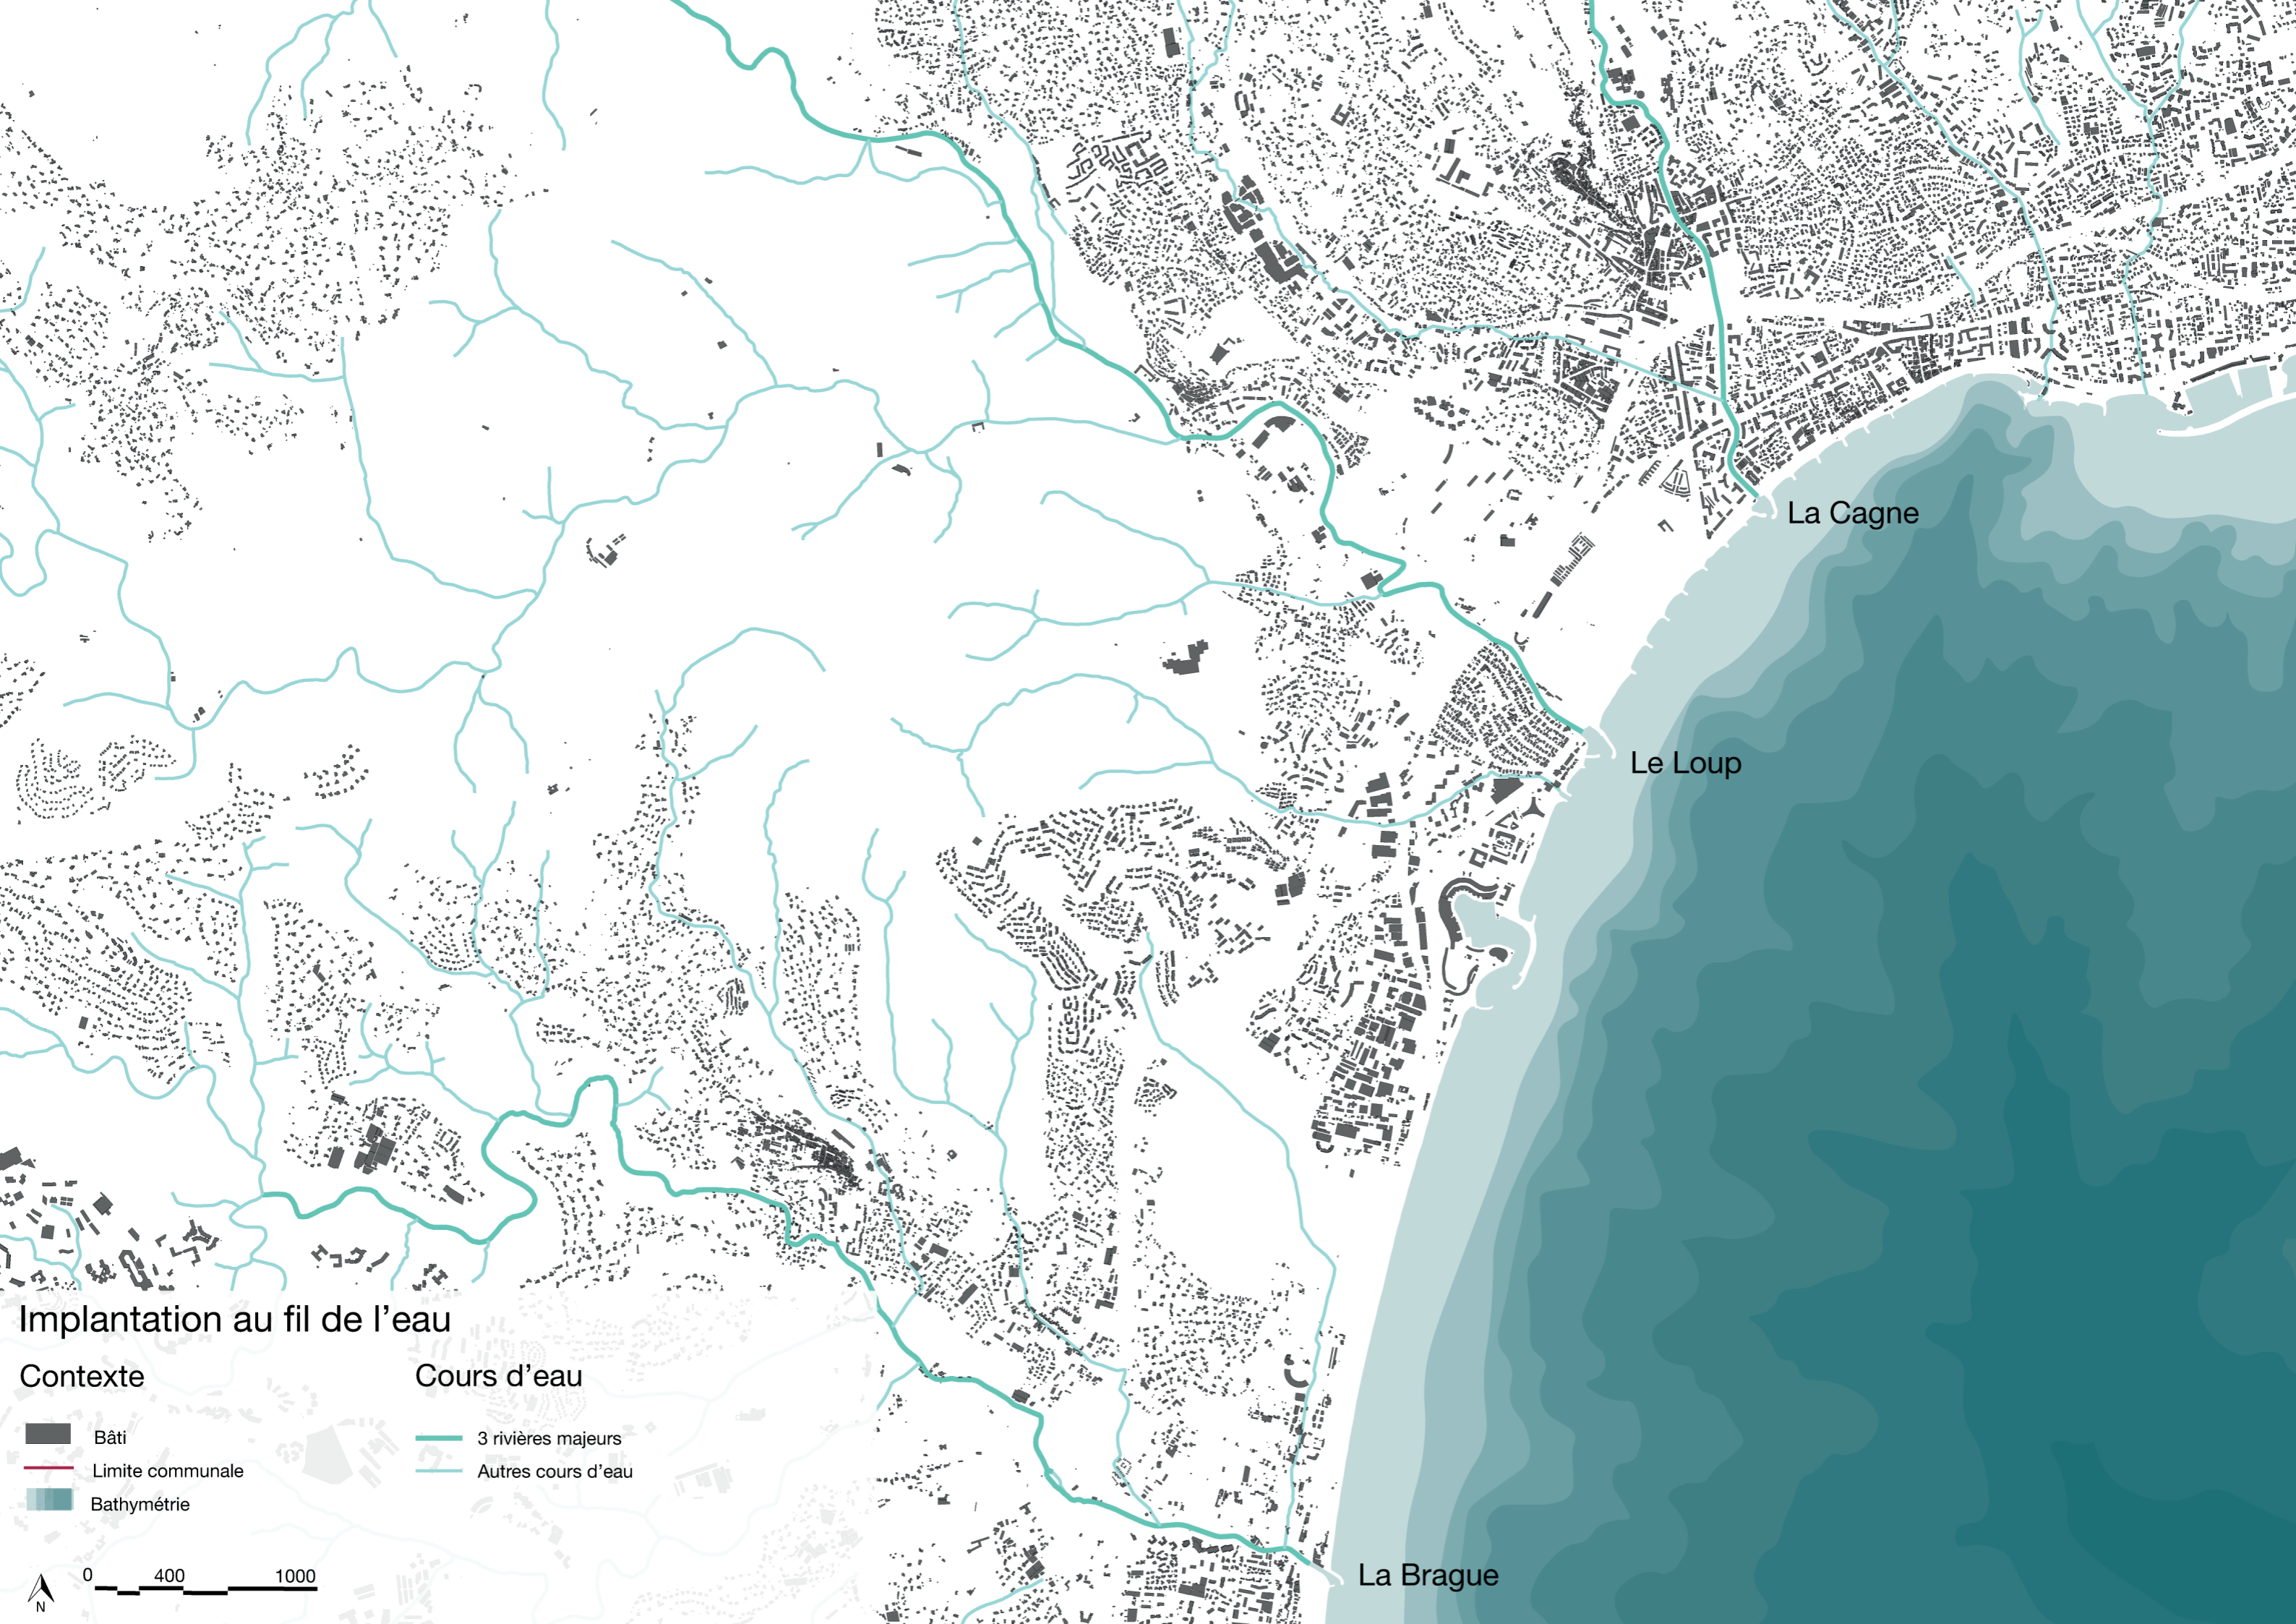 La Cagne
Le Loup
La Brague
Implantation au fil de l'eau
Contexte
Bâti
Limite communale
Bathymétrie
Cours d'eau
3 rivières majeurs
Autres cours d'eau
0 400 1000
N